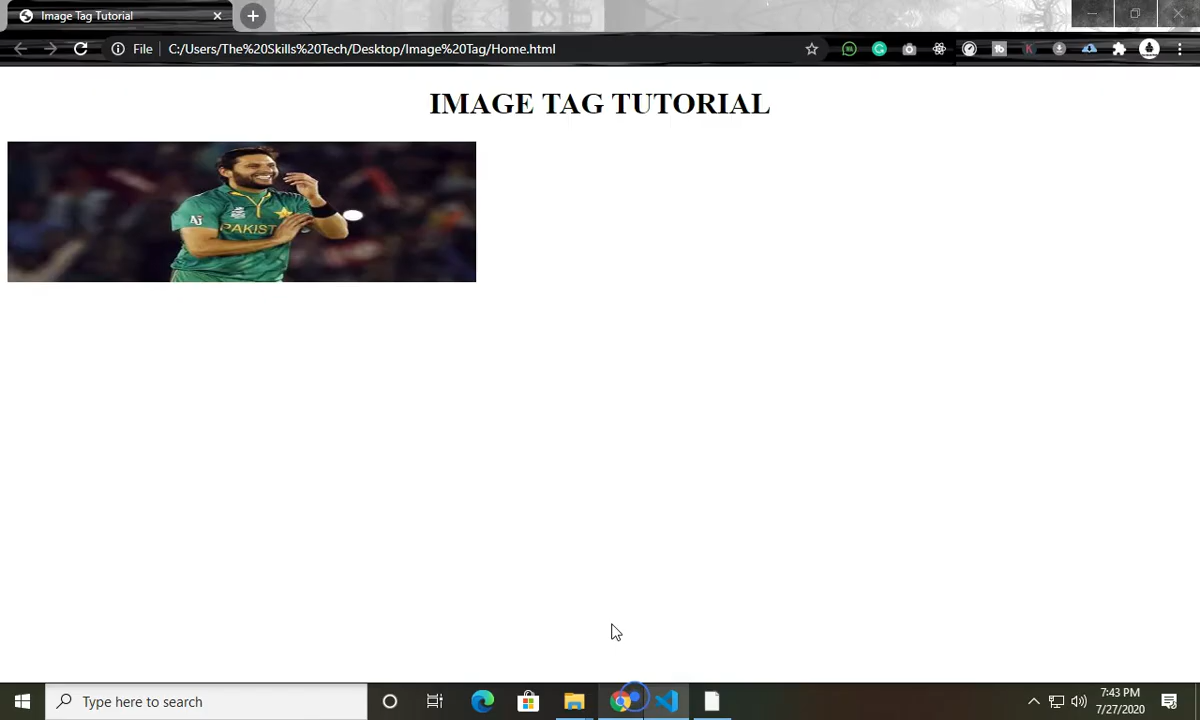 Image Tag Tutorial
File
C:/Users/The%20Skills%20Tech/Desktop/Image%20Tag/Home.html
IMAGE TAG TUTORIAL
AJ
PAKIST
Type here to search
7:43 PM
7/27/2020